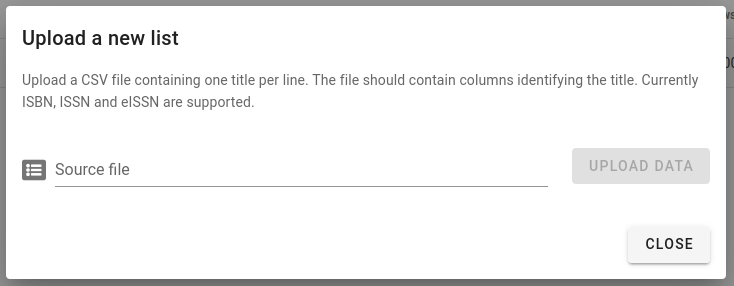 Upload a new list
Upload a CSV file containing one title per line. The file should contain columns identifying the title. Currently
ISBN, ISSN and eISSN are supported.
Source file
UPLOAD DATA
CLOSE